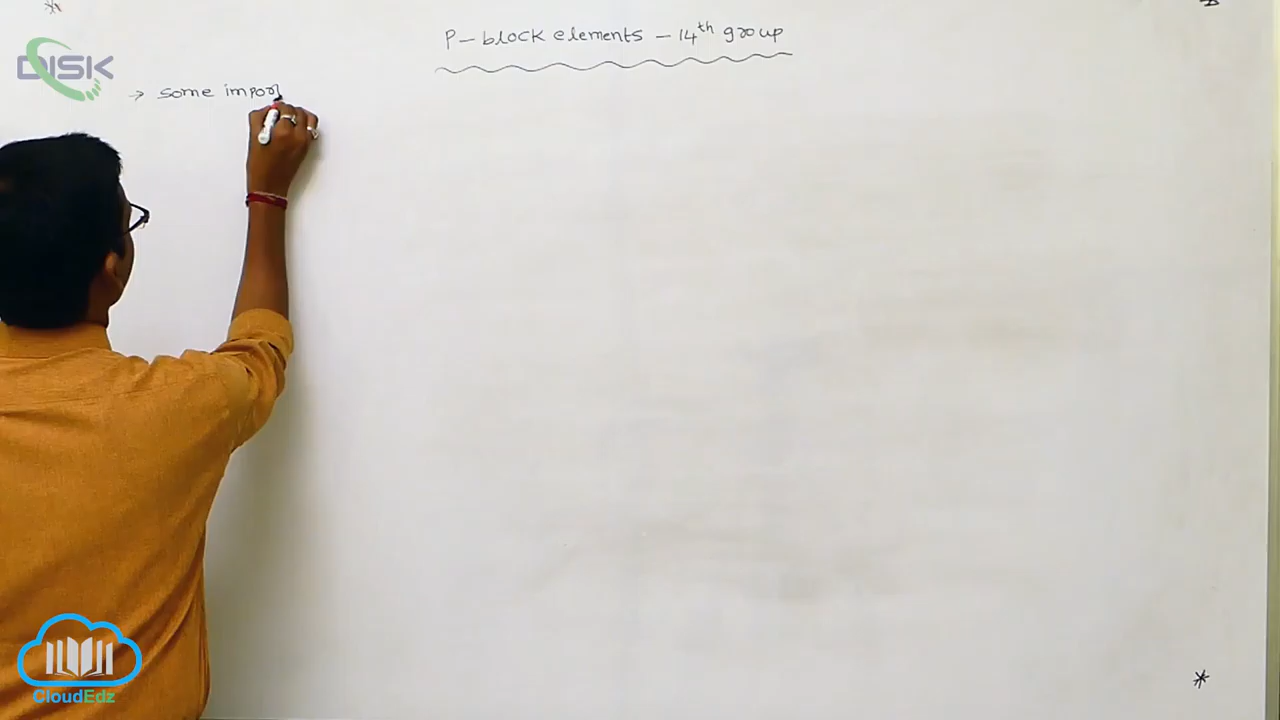 P-block elements - 14th group
DISK
→ some impor
*
CloudEdz